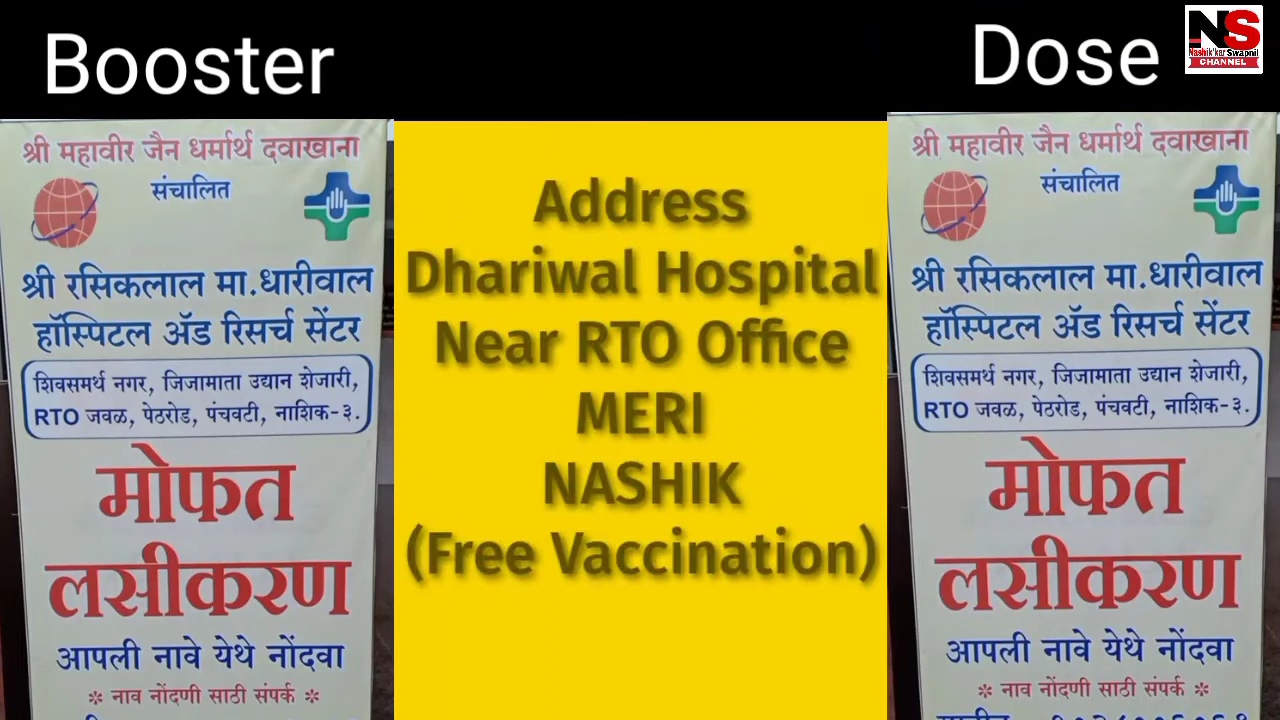 Booster
Dose
NS
Nashik'kar Swapnil
CHANNEL
श्री महावीर जैन धर्मार्थ दवाखाना
संचालित
श्री रसिकलाल मा.धारीवाल
हॉस्पिटल अॅड रिसर्च सेंटर
शिवसमर्थ नगर, जिजामाता उद्यान शेजारी,
RTO जवळ, पेठरोड, पंचवटी, नाशिक-३.
मोफत
लसीकरण
आपली नावे येथे नोंदवा
* नाव नोंदणी साठी संपर्क *
Address
Dhariwal Hospital
Near RTO Office
MERI
NASHIK
(Free Vaccination)
श्री महावीर जैन धर्मार्थ दवाखाना
संचालित
श्री रसिकलाल मा.धारीवाल
हॉस्पिटल अॅड रिसर्च सेंटर
शिवसमर्थ नगर, जिजामाता उद्यान शेजारी,
RTO जवळ, पेठरोड, पंचवटी, नाशिक-३.
मोफत
लसीकरण
आपली नावे येथे नोंदवा
* नाव नोंदणी साठी संपर्क *